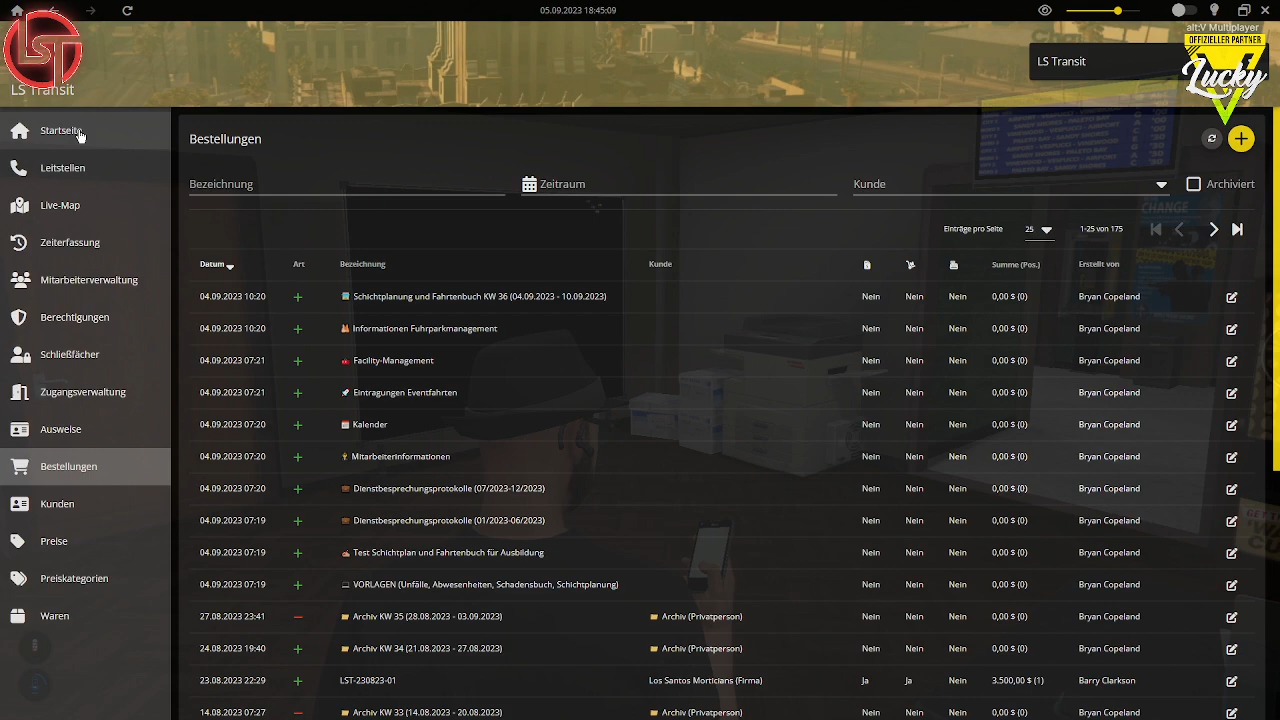 05.09.2023 18:45:09
alt:V Multiplayer
OFFIZIELLER PARTNER
Lucky
V
LST
LS Transit
LS Transit
Startseite
Leitstellen
Live-Map
Zeiterfassung
Mitarbeiterverwaltung
Berechtigungen
Schließfächer
Zugangsverwaltung
Ausweise
Bestellungen
Kunden
Preise
Preiskategorien
Waren
Bestellungen
Bezeichnung Zeitraum Kunde Archiviert
Einträge pro Seite 25 1-25 von 175
Datum Art Bezeichnung Kunde Summe (Pos.) Erstellt von
04.09.2023 10:20 + Schichtplanung und Fahrtenbuch KW 36 (04.09.2023 - 10.09.2023) Nein Nein Nein 0,00 $ (0) Bryan Copeland
04.09.2023 10:20 + Informationen Fuhrparkmanagement Nein Nein Nein 0,00 $ (0) Bryan Copeland
04.09.2023 07:21 + Facility-Management Nein Nein Nein 0,00 $ (0) Bryan Copeland
04.09.2023 07:21 + Eintragungen Eventfahrten Nein Nein Nein 0,00 $ (0) Bryan Copeland
04.09.2023 07:20 + Kalender Nein Nein Nein 0,00 $ (0) Bryan Copeland
04.09.2023 07:20 + Mitarbeiterinformationen Nein Nein Nein 0,00 $ (0) Bryan Copeland
04.09.2023 07:20 + Dienstbesprechungsprotokolle (07/2023-12/2023) Nein Nein Nein 0,00 $ (0) Bryan Copeland
04.09.2023 07:19 + Dienstbesprechungsprotokolle (01/2023-06/2023) Nein Nein Nein 0,00 $ (0) Bryan Copeland
04.09.2023 07:19 + Test Schichtplan und Fahrtenbuch für Ausbildung Nein Nein Nein 0,00 $ (0) Bryan Copeland
04.09.2023 07:19 + VORLAGEN (Unfälle, Abwesenheiten, Schadensbuch, Schichtplanung) Nein Nein Nein 0,00 $ (0) Bryan Copeland
27.08.2023 23:41 — Archiv KW 35 (28.08.2023 - 03.09.2023) Archiv (Privatperson) Nein Nein Nein 0,00 $ (0) Bryan Copeland
24.08.2023 19:40 + Archiv KW 34 (21.08.2023 - 27.08.2023) Archiv (Privatperson) Nein Nein Nein 0,00 $ (0) Bryan Copeland
23.08.2023 22:29 + LST-230823-01 Los Santos Morticians (Firma) Ja Ja Nein 3.500,00 $ (1) Barry Clarkson
14.08.2023 07:27 — Archiv KW 33 (14.08.2023 - 20.08.2023) Archiv (Privatperson) Nein Nein Nein 0,00 $ (0) Bryan Copeland
CHANGE